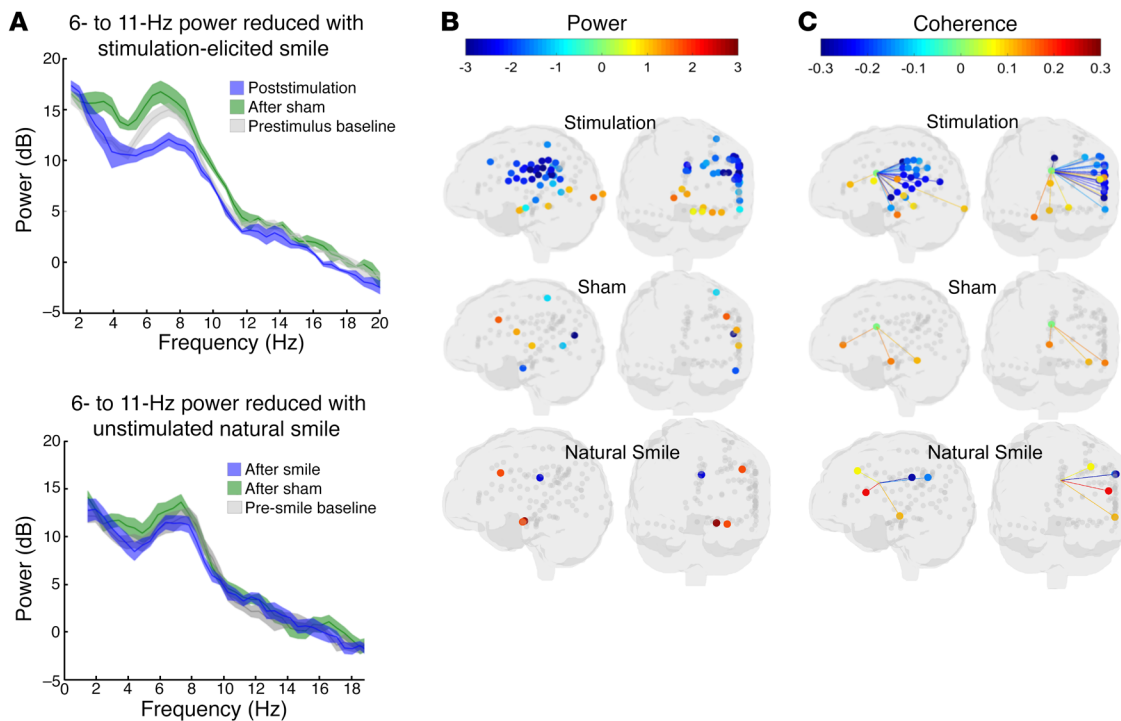 A
6- to 11-Hz power reduced with
stimulation-elicited smile
20
15
10
5
0
−5
Power (dB)
Poststimulation
After sham
Prestimulus baseline
2 4 6 8 10 12 14 16 18 20
Frequency (Hz)
6- to 11-Hz power reduced with
unstimulated natural smile
20
15
10
5
0
−5
Power (dB)
After smile
After sham
Pre-smile baseline
0 2 4 6 8 10 12 14 16 18
Frequency (Hz)
B
Power
-3 -2 -1 0 1 2 3
Stimulation
Sham
Natural Smile
C
Coherence
-0.3 -0.2 -0.1 0 0.1 0.2 0.3
Stimulation
Sham
Natural Smile